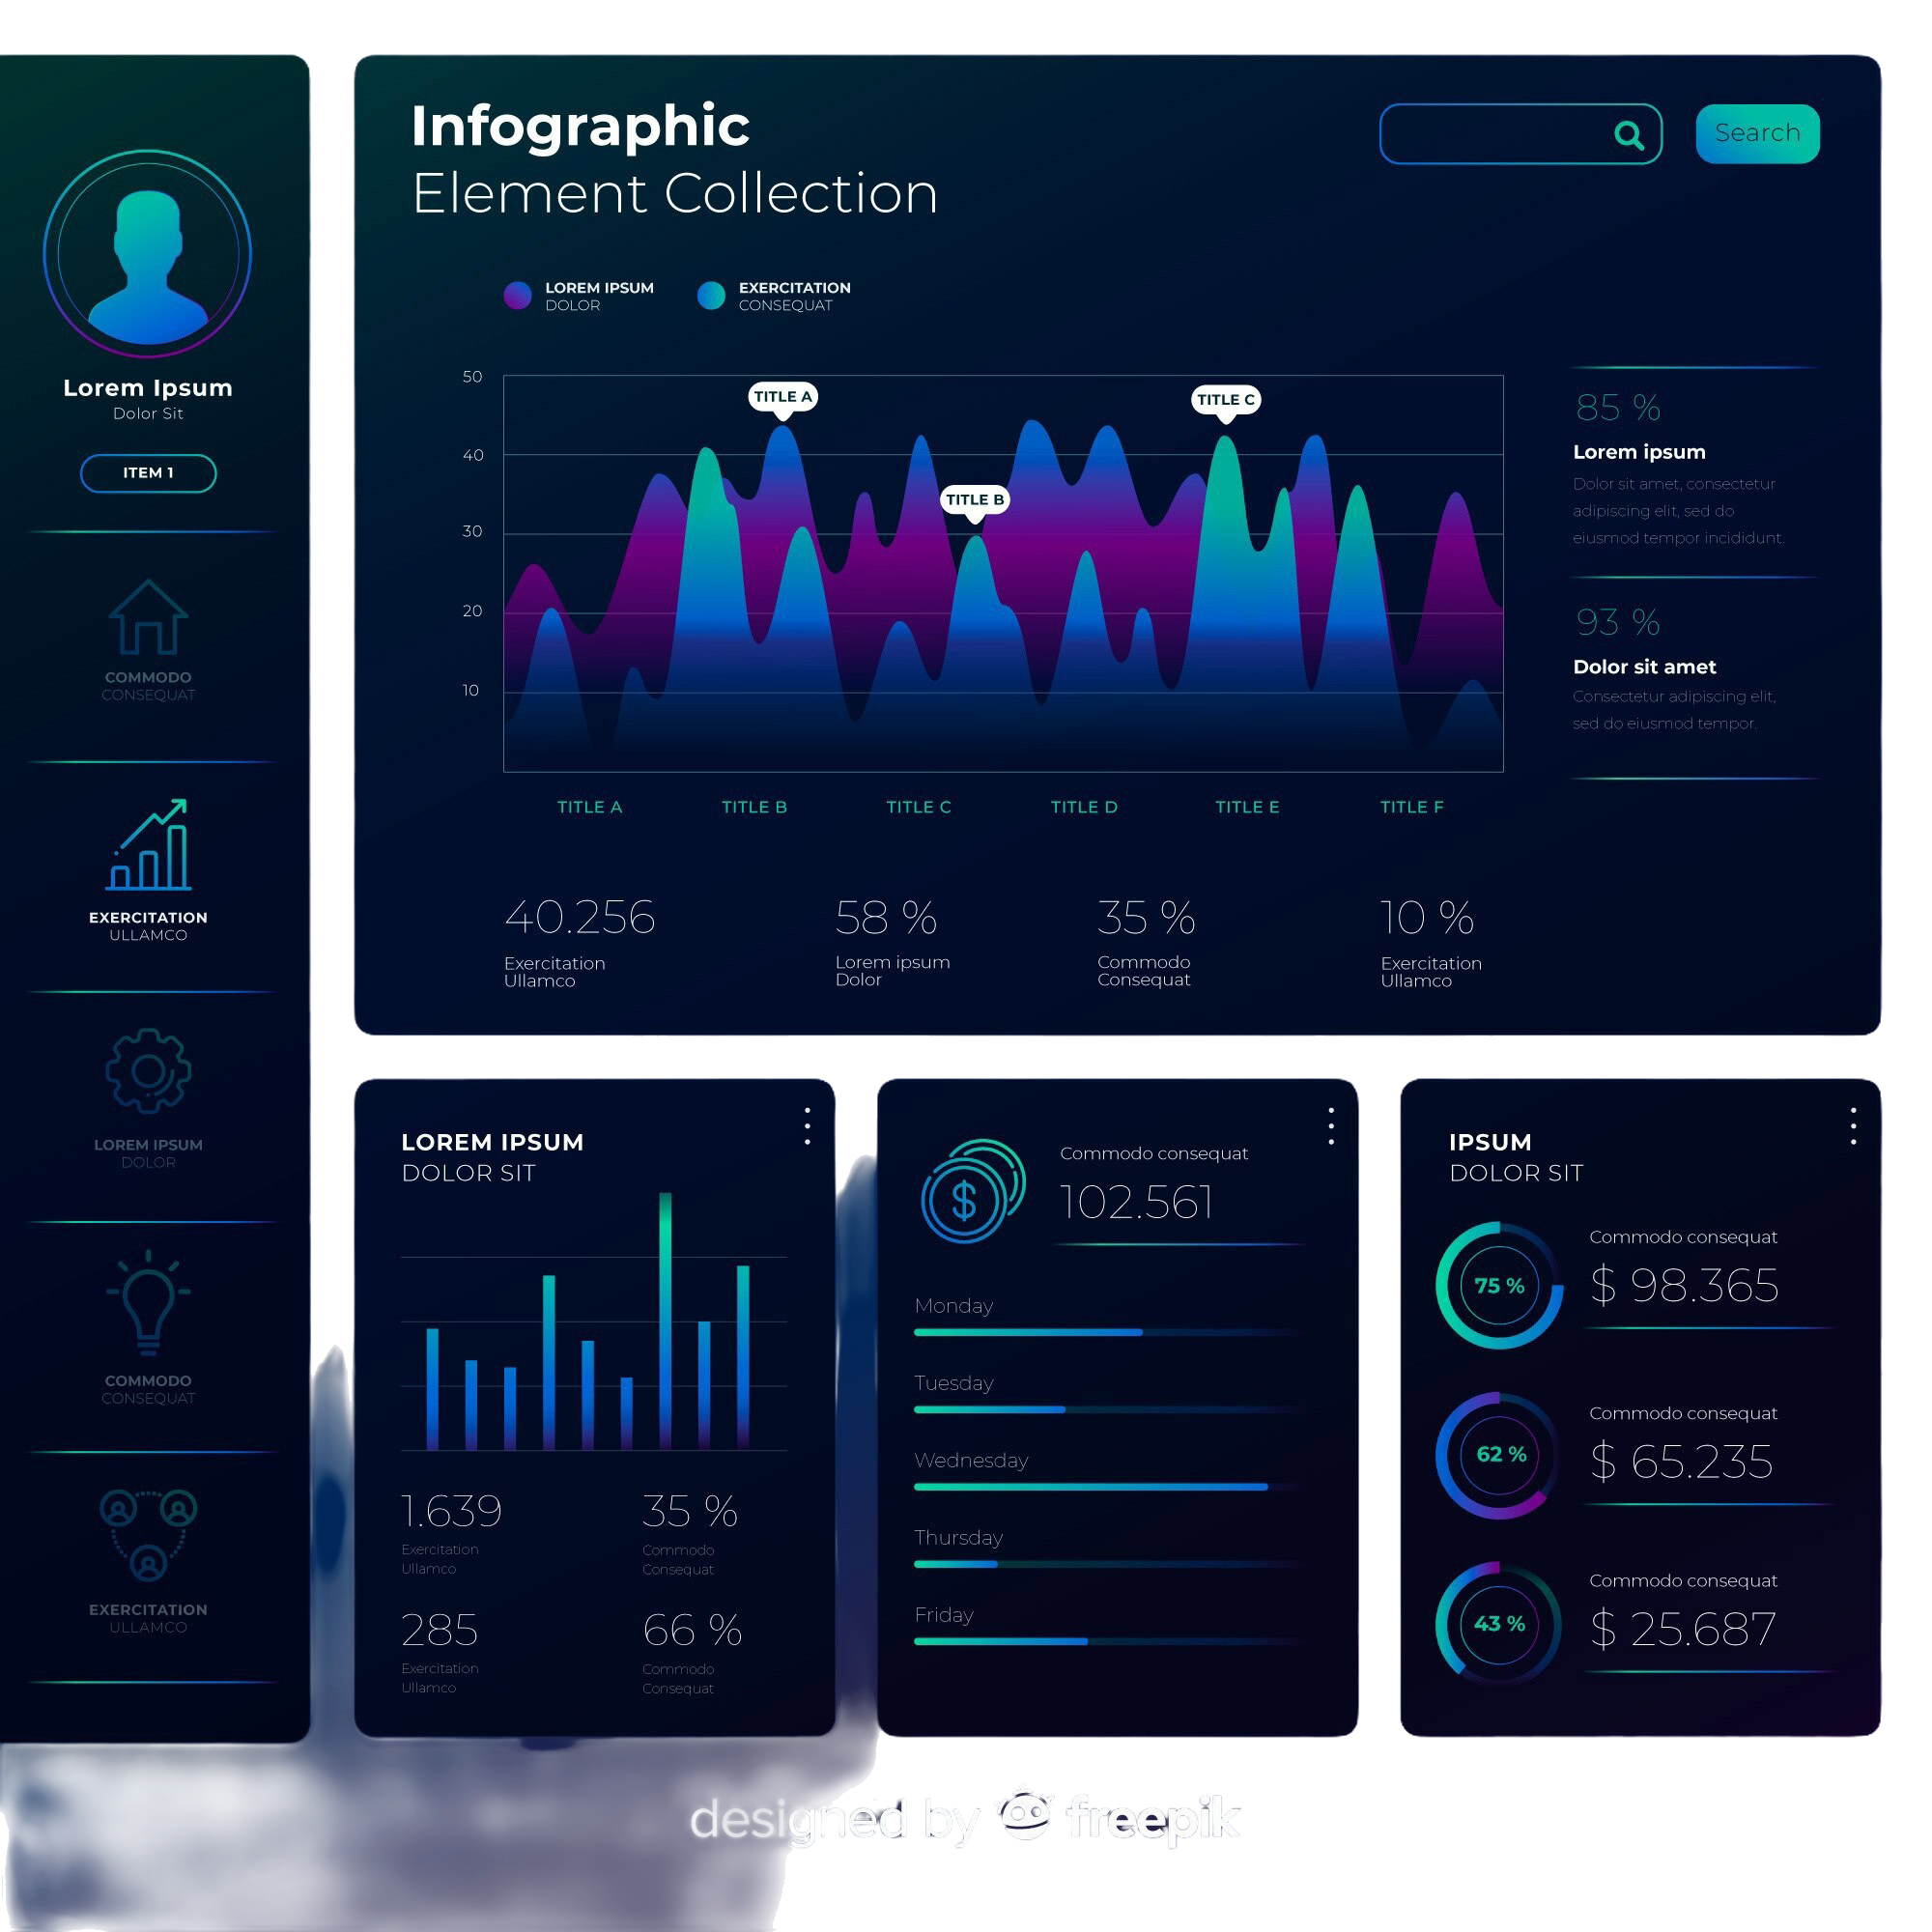 Lorem Ipsum
Dolor Sit
ITEM 1
COMMODO
CONSEQUAT
EXERCITATION
ULLAMCO
LOREM IPSUM
DOLOR
COMMODO
CONSEQUAT
EXERCITATION
ULLAMCO
Infographic
Element Collection
Search
LOREM IPSUM
DOLOR
EXERCITATION
CONSEQUAT
50
40
30
20
10
TITLE A
TITLE B
TITLE C
TITLE A
TITLE B
TITLE C
TITLE D
TITLE E
TITLE F
85 %
Lorem ipsum
Dolor sit amet, consectetur
adipiscing elit, sed do
eiusmod tempor incididunt.
93 %
Dolor sit amet
Consectetur adipiscing elit,
sed do eiusmod tempor.
40.256
Exercitation
Ullamco
58 %
Lorem ipsum
Dolor
35 %
Commodo
Consequat
10 %
Exercitation
Ullamco
LOREM IPSUM
DOLOR SIT
1.639
Exercitation
Ullamco
35 %
Commodo
Consequat
285
Exercitation
Ullamco
66 %
Commodo
Consequat
$
Commodo consequat
102.561
Monday
Tuesday
Wednesday
Thursday
Friday
IPSUM
DOLOR SIT
75 %
Commodo consequat
$ 98.365
62 %
Commodo consequat
$ 65.235
43 %
Commodo consequat
$ 25.687
designed by freepik